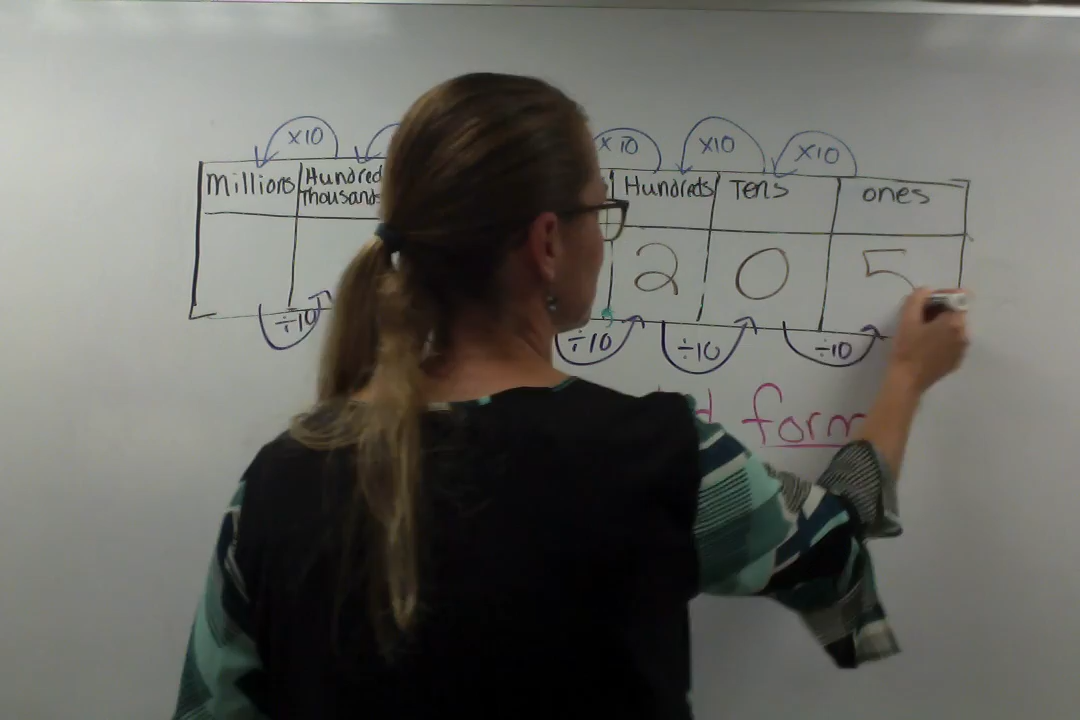 x10 x10 x10 x10
Millions Hundred Thousands Hundreds Tens ones
2 0 5
÷10 ÷10 ÷10 ÷10
form